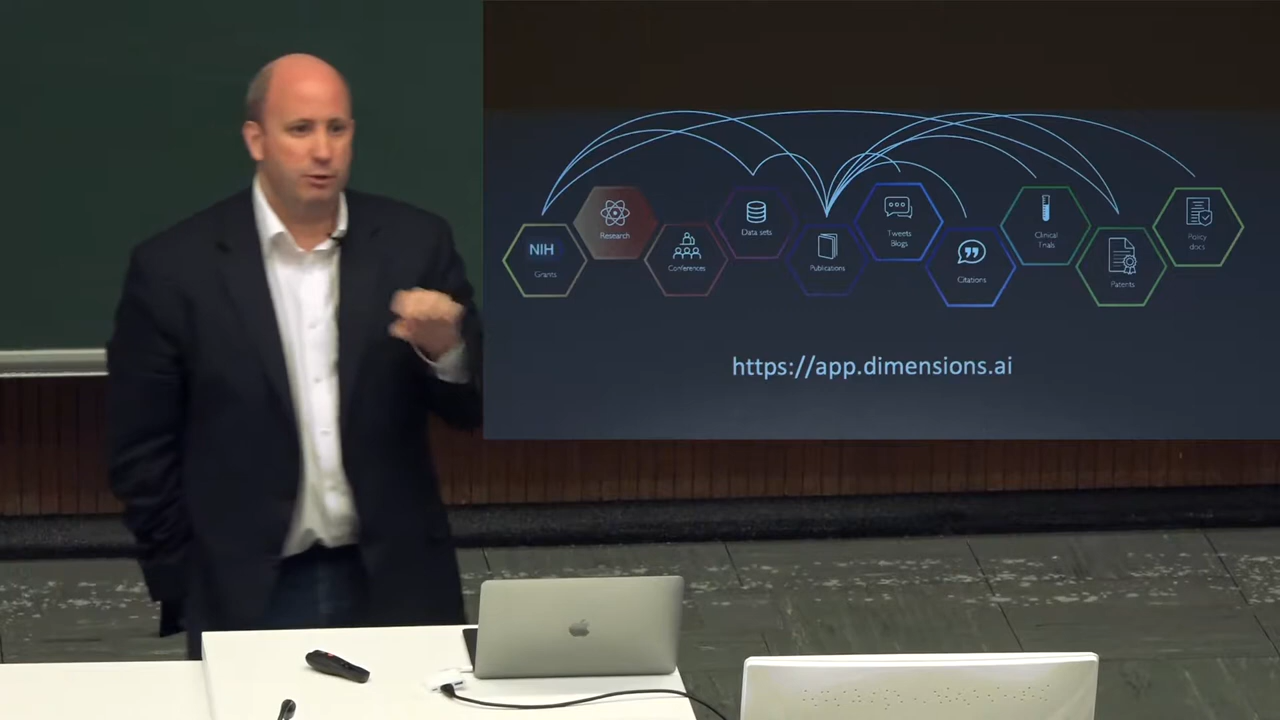 NIH
Grants
Research
Conferences
Data sets
Publications
Tweets
Blogs
Citations
Clinical
Trials
Patents
Policy
docs
https://app.dimensions.ai